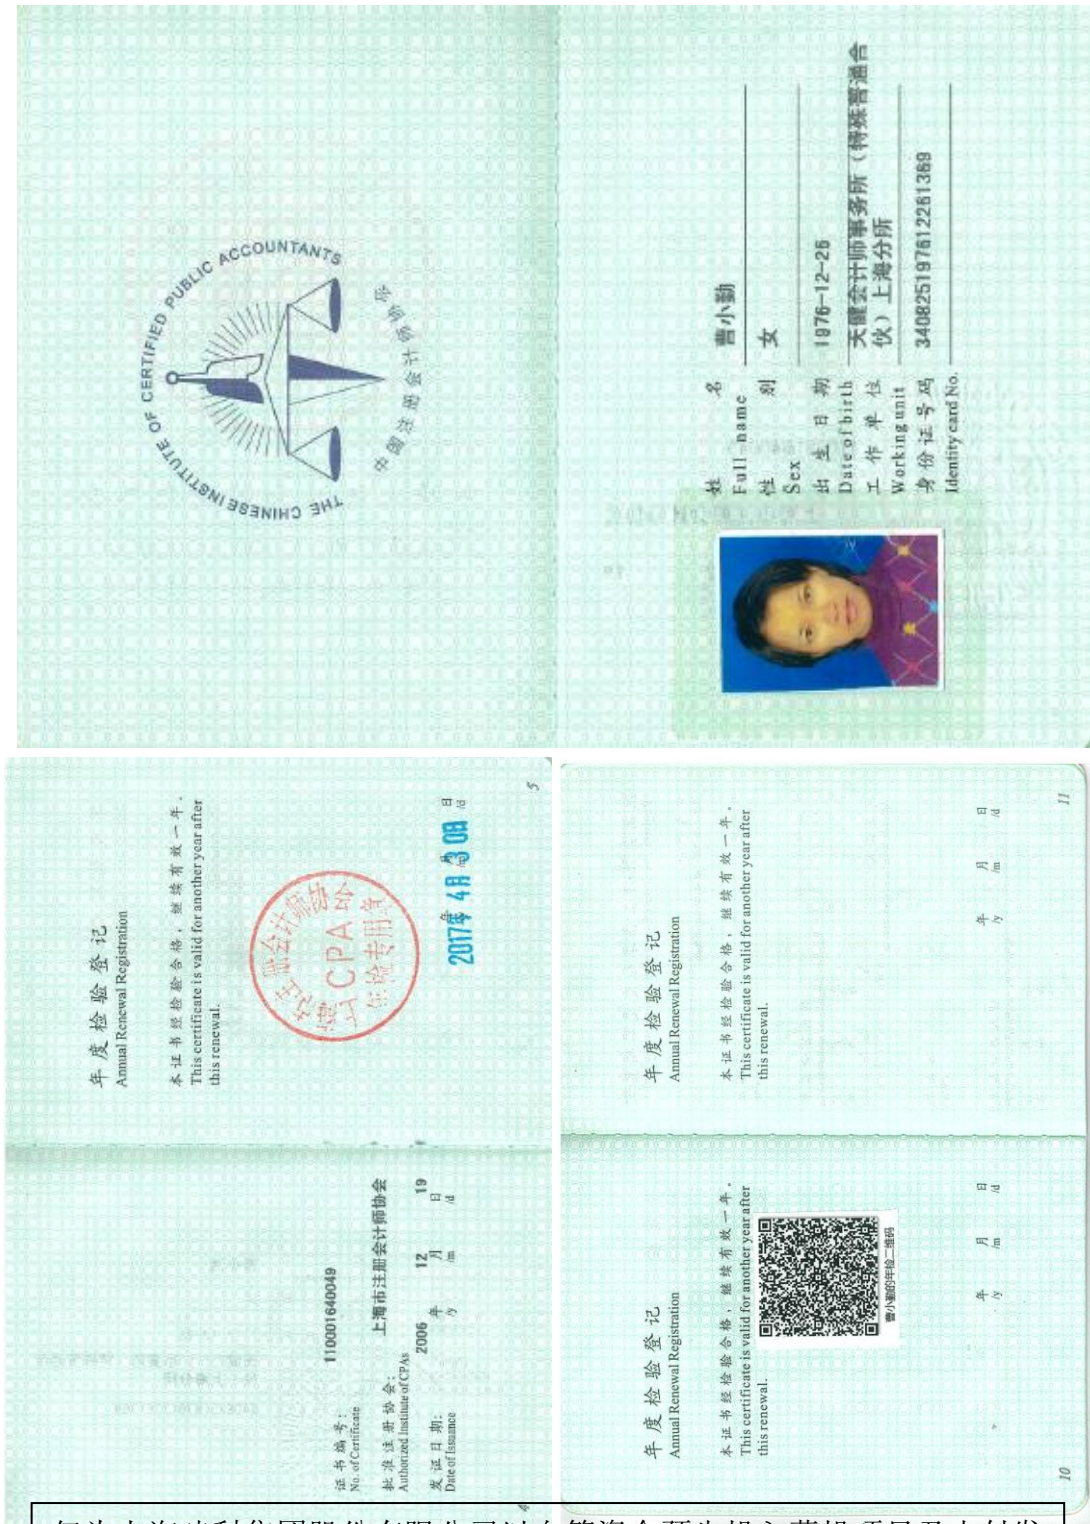 THE CHINESE INSTITUTE OF CERTIFIED PUBLIC ACCOUNTANTS
中国注册会计师协会
姓 名 曹小勤
Full name
性 别 女
Sex
出 生 日 期 1976-12-26
Date of birth
工 作 单 位 天健会计师事务所（特殊普通合
Working unit 伙）上海分所
身份证号码 340825197612261369
Identity card No.
年度检验登记
Annual Renewal Registration
本证书经检验合格，继续有效一年。
This certificate is valid for another year after
this renewal.
CPA
年检专用章
2017年 4月 30日
年 月 日
/y /m /d
5
证书编号： 110001640049
No. of Certificate
批准注册协会： 上海市注册会计师协会
Authorized Institute of CPAs
发证日期： 2006 年 12 月 19 日
Date of Issuance /y /m /d
4
年度检验登记
Annual Renewal Registration
本证书经检验合格，继续有效一年。
This certificate is valid for another year after
this renewal.
年 月 日
/y /m /d
11
年度检验登记
Annual Renewal Registration
本证书经检验合格，继续有效一年。
This certificate is valid for another year after
this renewal.
曹小勤的年检二维码
年 月 日
/y /m /d
10